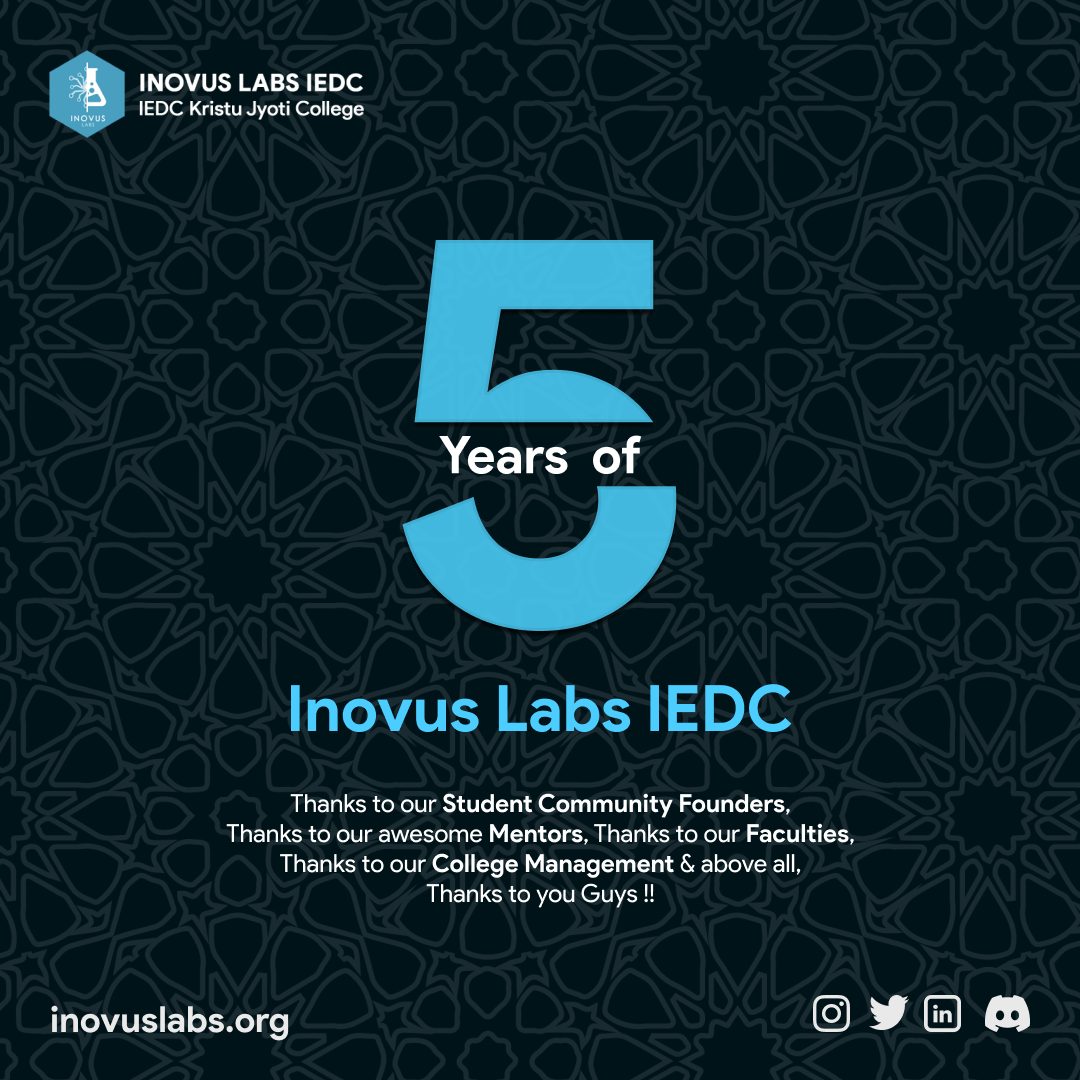 INOVUS LABS IEDC
IEDC Kristu Jyoti College
INOVUS
LABS
5
Years of
Inovus Labs IEDC
Thanks to our Student Community Founders,
Thanks to our awesome Mentors, Thanks to our Faculties,
Thanks to our College Management & above all,
Thanks to you Guys !!
inovuslabs.org
in